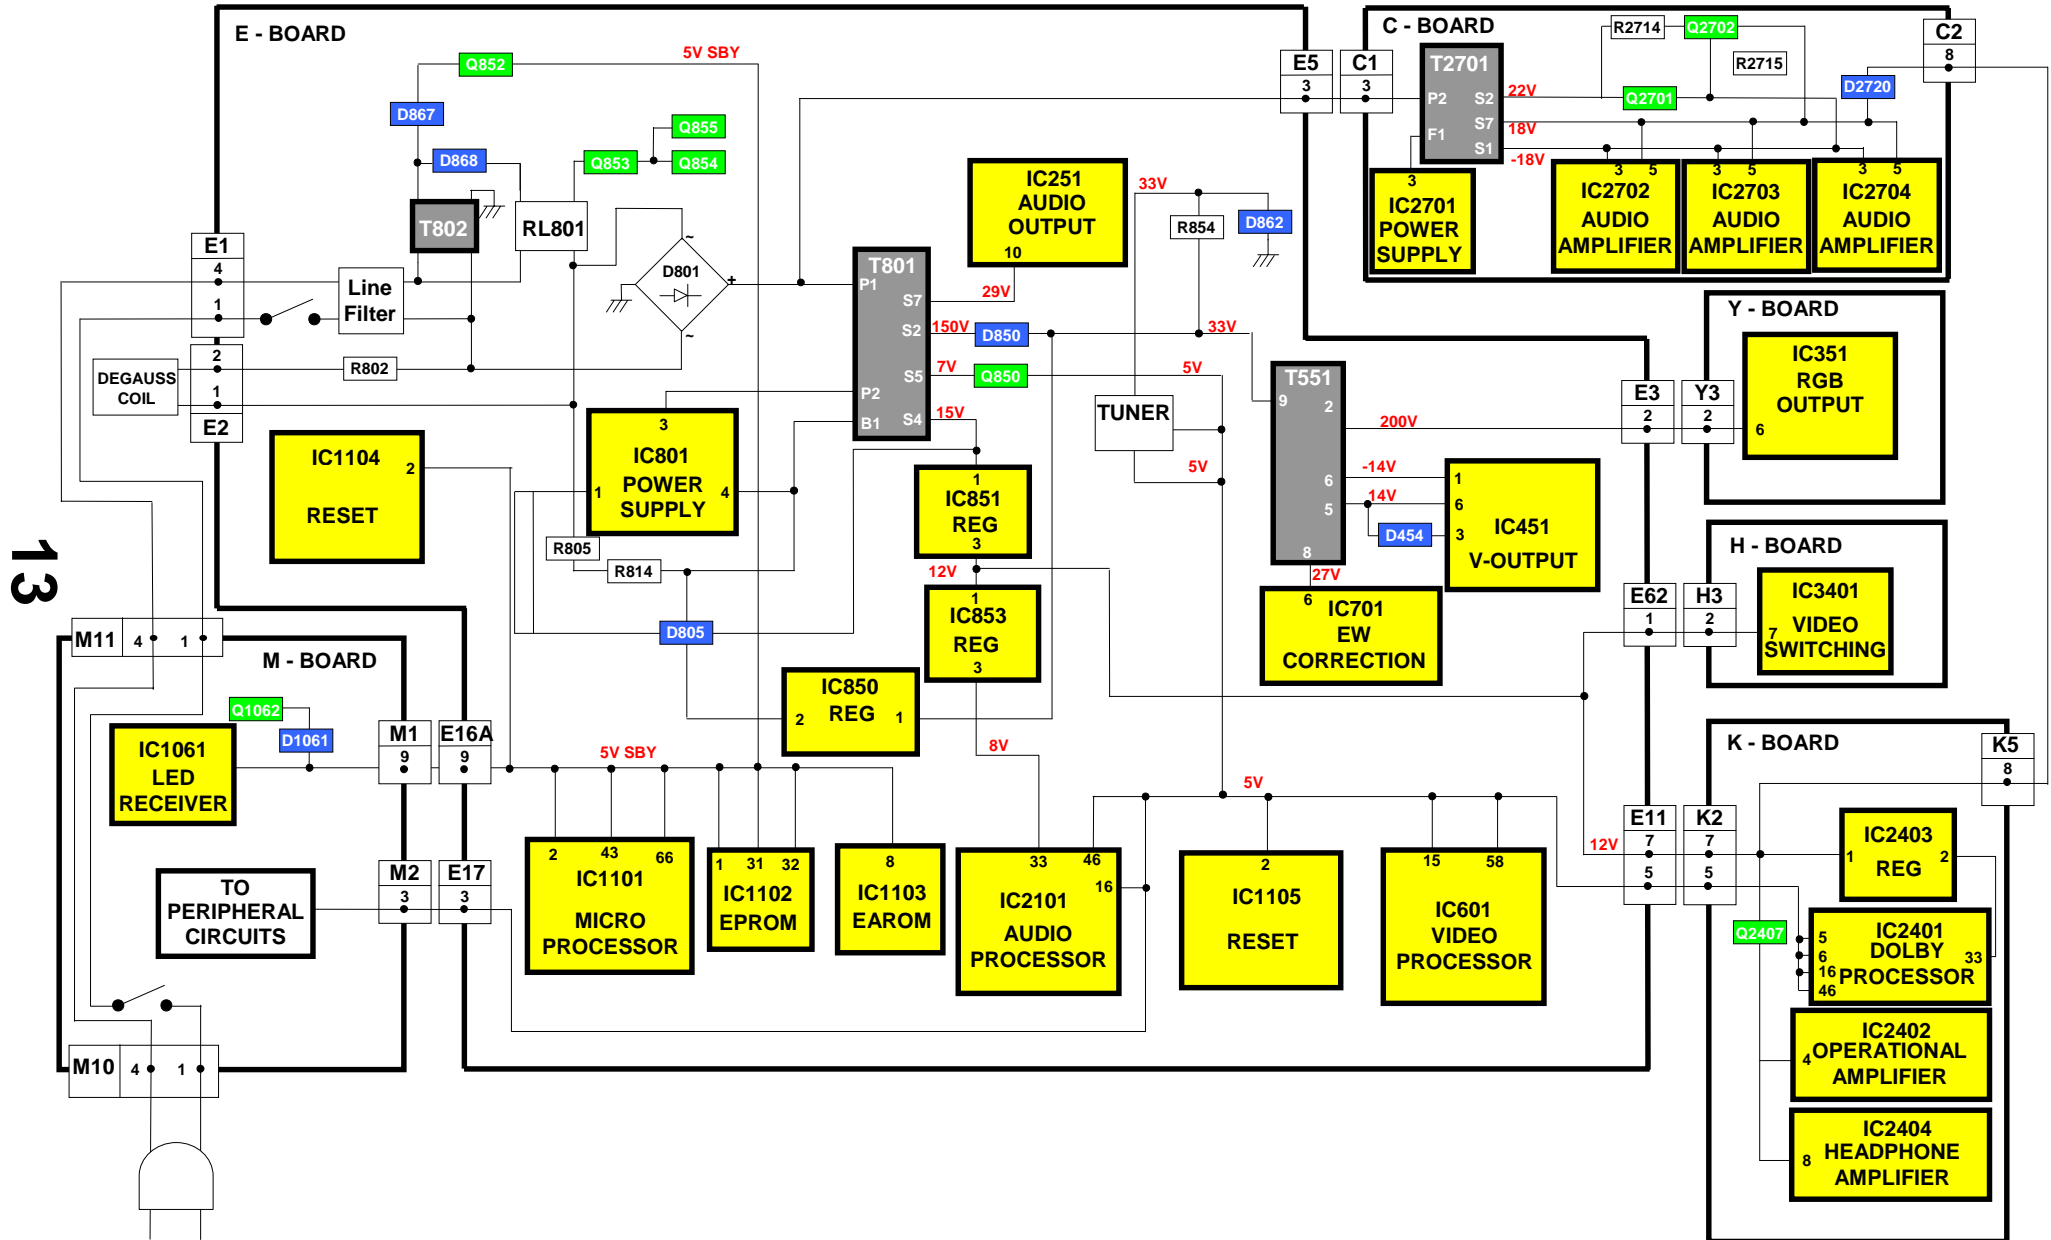 E - BOARD
Q852
5V SBY
D867
D868
Q855
Q853
Q854
T802
RL801
E1
4
1
Line
Filter
D801
~
+
~
2
1
E2
DEGAUSS
COIL
R802
IC1104
2
RESET
3
IC801
1
POWER
4
SUPPLY
R805
R814
D805
T801
P1
S7
S2
S5
P2
B1
S4
29V
150V
7V
15V
D850
Q850
IC251
AUDIO
OUTPUT
10
33V
R854
D862
33V
5V
TUNER
5V
1
IC851
REG
3
12V
1
IC853
REG
3
8V
IC850
2
REG
1
T551
9
2
6
5
8
200V
-14V
14V
D454
27V
1
6
3
IC451
V-OUTPUT
6
IC701
EW
CORRECTION
E5
3
C1
3
C - BOARD
T2701
P2
S2
S7
F1
S1
22V
18V
-18V
R2714
Q2702
R2715
Q2701
D2720
C2
8
3
IC2701
POWER
SUPPLY
3
5
IC2702
AUDIO
AMPLIFIER
3
5
IC2703
AUDIO
AMPLIFIER
3
5
IC2704
AUDIO
AMPLIFIER
Y - BOARD
IC351
RGB
OUTPUT
6
E3
2
Y3
2
H - BOARD
IC3401
7
VIDEO
SWITCHING
E62
1
H3
2
K - BOARD
K5
8
E11
7
5
K2
7
5
12V
IC2403
1
2
REG
Q2407
5
6
16
46
IC2401
DOLBY
33
PROCESSOR
IC2402
4
OPERATIONAL
AMPLIFIER
IC2404
8
HEADPHONE
AMPLIFIER
13
M11
4
1
M - BOARD
Q1062
D1061
IC1061
LED
RECEIVER
M1
9
E16A
9
TO
PERIPHERAL
CIRCUITS
M2
3
E17
3
M10
4
1
5V SBY
2
43
66
IC1101
MICRO
PROCESSOR
1
31
32
IC1102
EPROM
8
IC1103
EAROM
33
46
16
IC2101
AUDIO
PROCESSOR
5V
2
IC1105
RESET
15
58
IC601
VIDEO
PROCESSOR